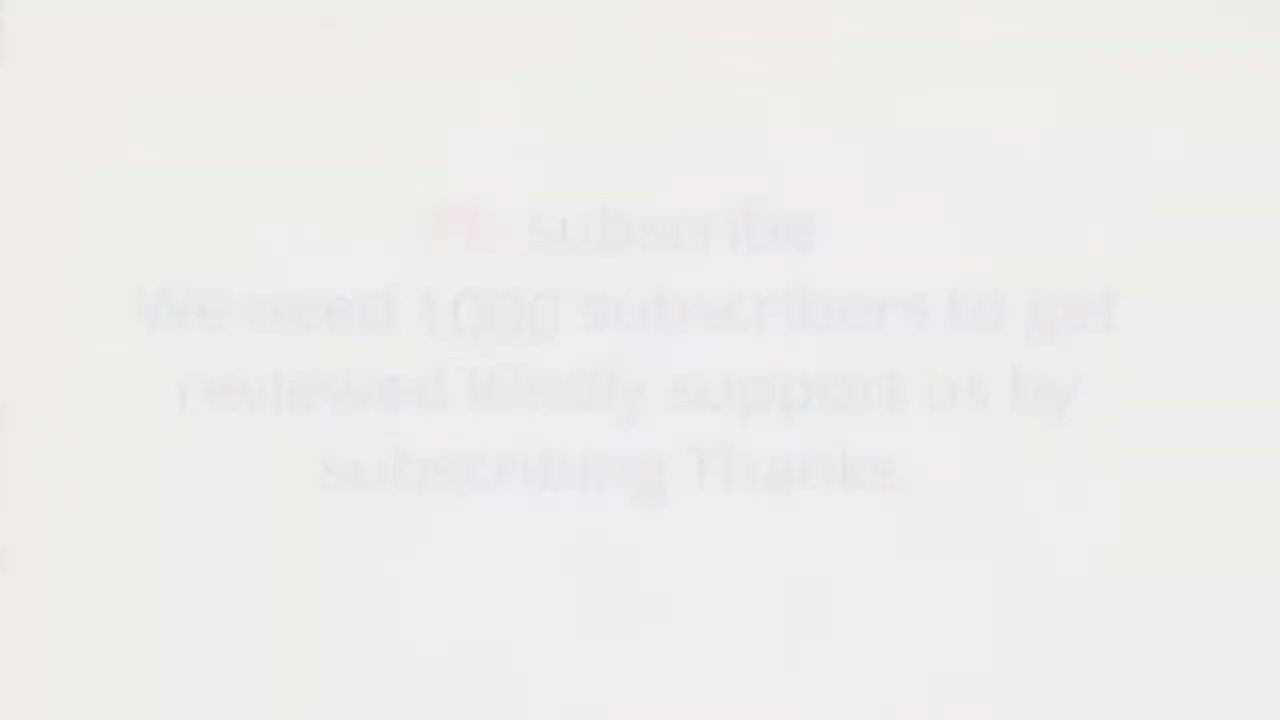 subscribe
We need 1000 subscribers to get
reviewed Kindly support us by
subscribing Thanks.